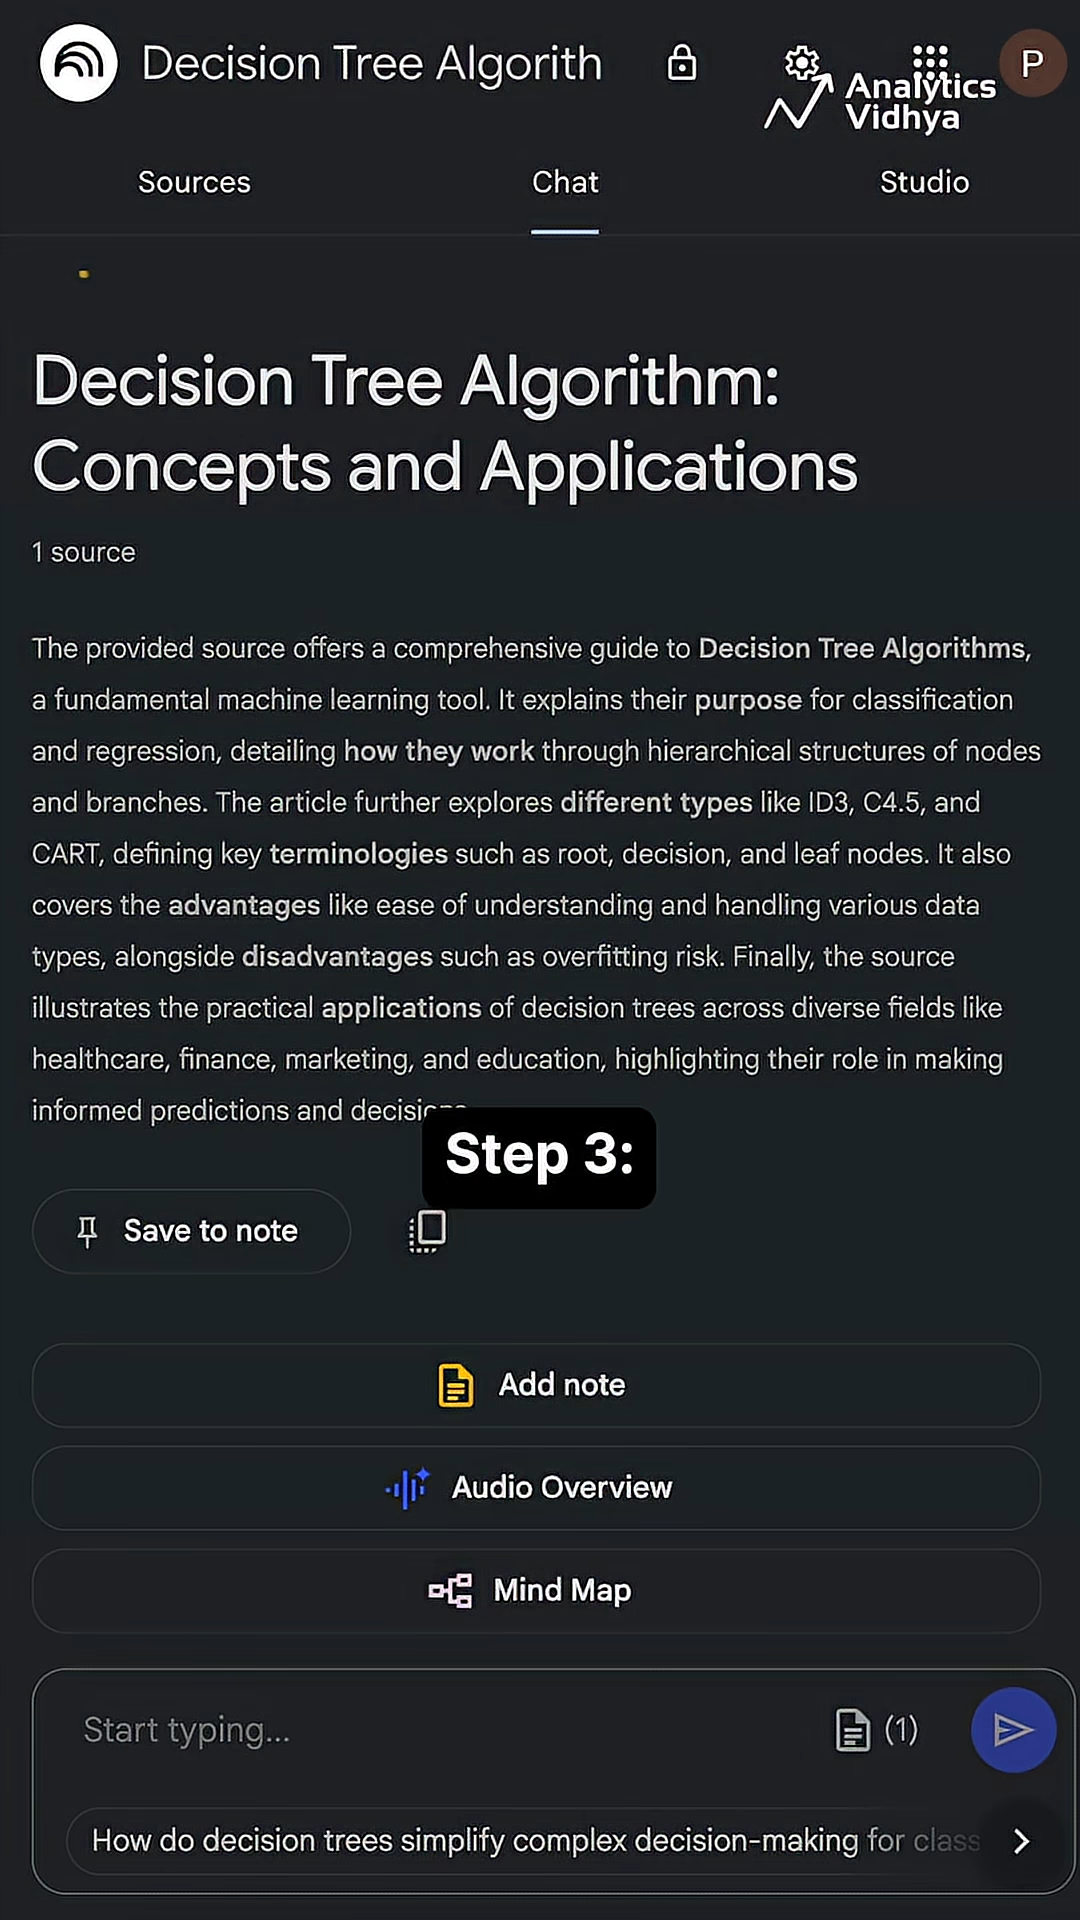 Decision Tree Algorith
P
Analytics
Vidhya
Sources
Chat
Studio
Decision Tree Algorithm:
Concepts and Applications
1 source
The provided source offers a comprehensive guide to Decision Tree Algorithms,
a fundamental machine learning tool. It explains their purpose for classification
and regression, detailing how they work through hierarchical structures of nodes
and branches. The article further explores different types like ID3, C4.5, and
CART, defining key terminologies such as root, decision, and leaf nodes. It also
covers the advantages like ease of understanding and handling various data
types, alongside disadvantages such as overfitting risk. Finally, the source
illustrates the practical applications of decision trees across diverse fields like
healthcare, finance, marketing, and education, highlighting their role in making
informed predictions and decisions
Step 3:
Save to note
Add note
Audio Overview
Mind Map
Start typing...
(1)
How do decision trees simplify complex decision-making for class